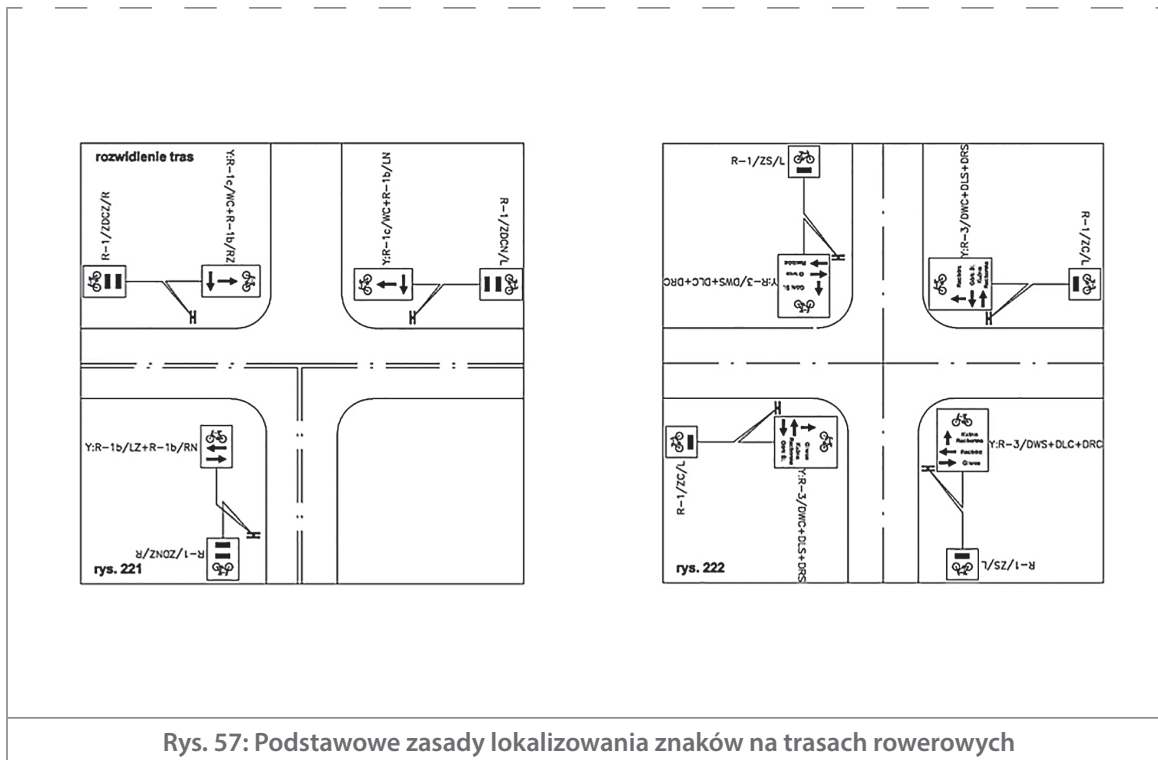 rozwidlenie tras
R-1/ZDCZ/R
Y:R-1c/WC+R-1b/RZ
Y:R-1c/WC+R-1b/LN
R-1/ZDCN/L
Y:R-1b/LZ+R-1b/RN
R-1/ZDNZ/R
rys. 221
R-1/ZS/L
Y:R-3/DWS+DLC+DRC
Y:R-3/DWC+DLS+DRS
R-1/ZC/L
R-1/ZC/L
Y:R-3/DWC+DLS+DRS
Y:R-3/DWS+DLC+DRC
R-1/ZS/L
rys. 222
Rys. 57: Podstawowe zasady lokalizowania znaków na trasach rowerowych